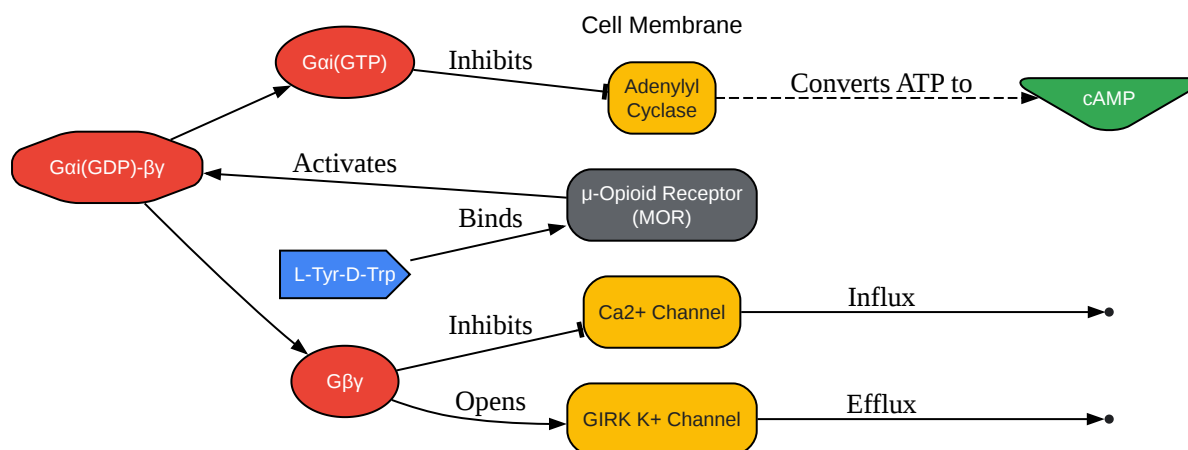 Cell Membrane
Gαi(GTP)
Inhibits
Adenylyl
Cyclase
Converts ATP to
cAMP
Gαi(GDP)-βγ
Activates
μ-Opioid Receptor
(MOR)
Binds
L-Tyr-D-Trp
Inhibits
Ca2+ Channel
Influx
Gβγ
Opens
GIRK K+ Channel
Efflux